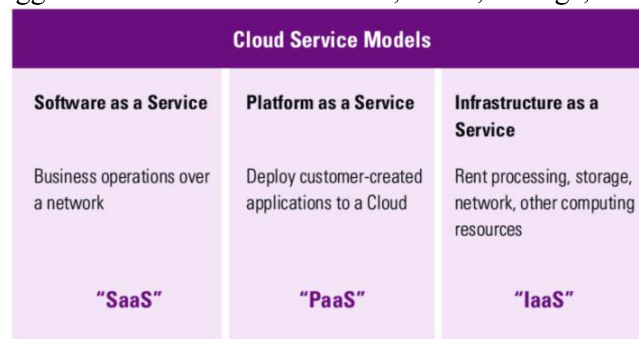 Cloud Service Models
Software as a Service
Business operations over
a network
"SaaS"
Platform as a Service
Deploy customer-created
applications to a Cloud
"PaaS"
Infrastructure as a
Service
Rent processing, storage,
network, other computing
resources
"IaaS"